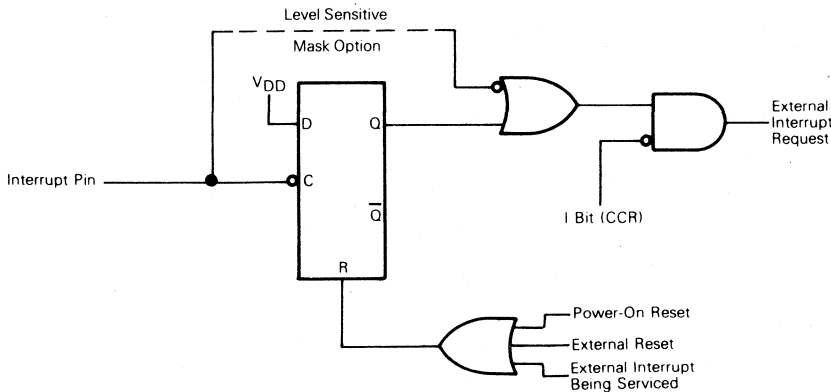 Level Sensitive
Mask Option
VDD
D
Q
External
Interrupt
Request
Interrupt Pin
C
Q̅
I Bit (CCR)
R
Power-On Reset
External Reset
External Interrupt
Being Serviced